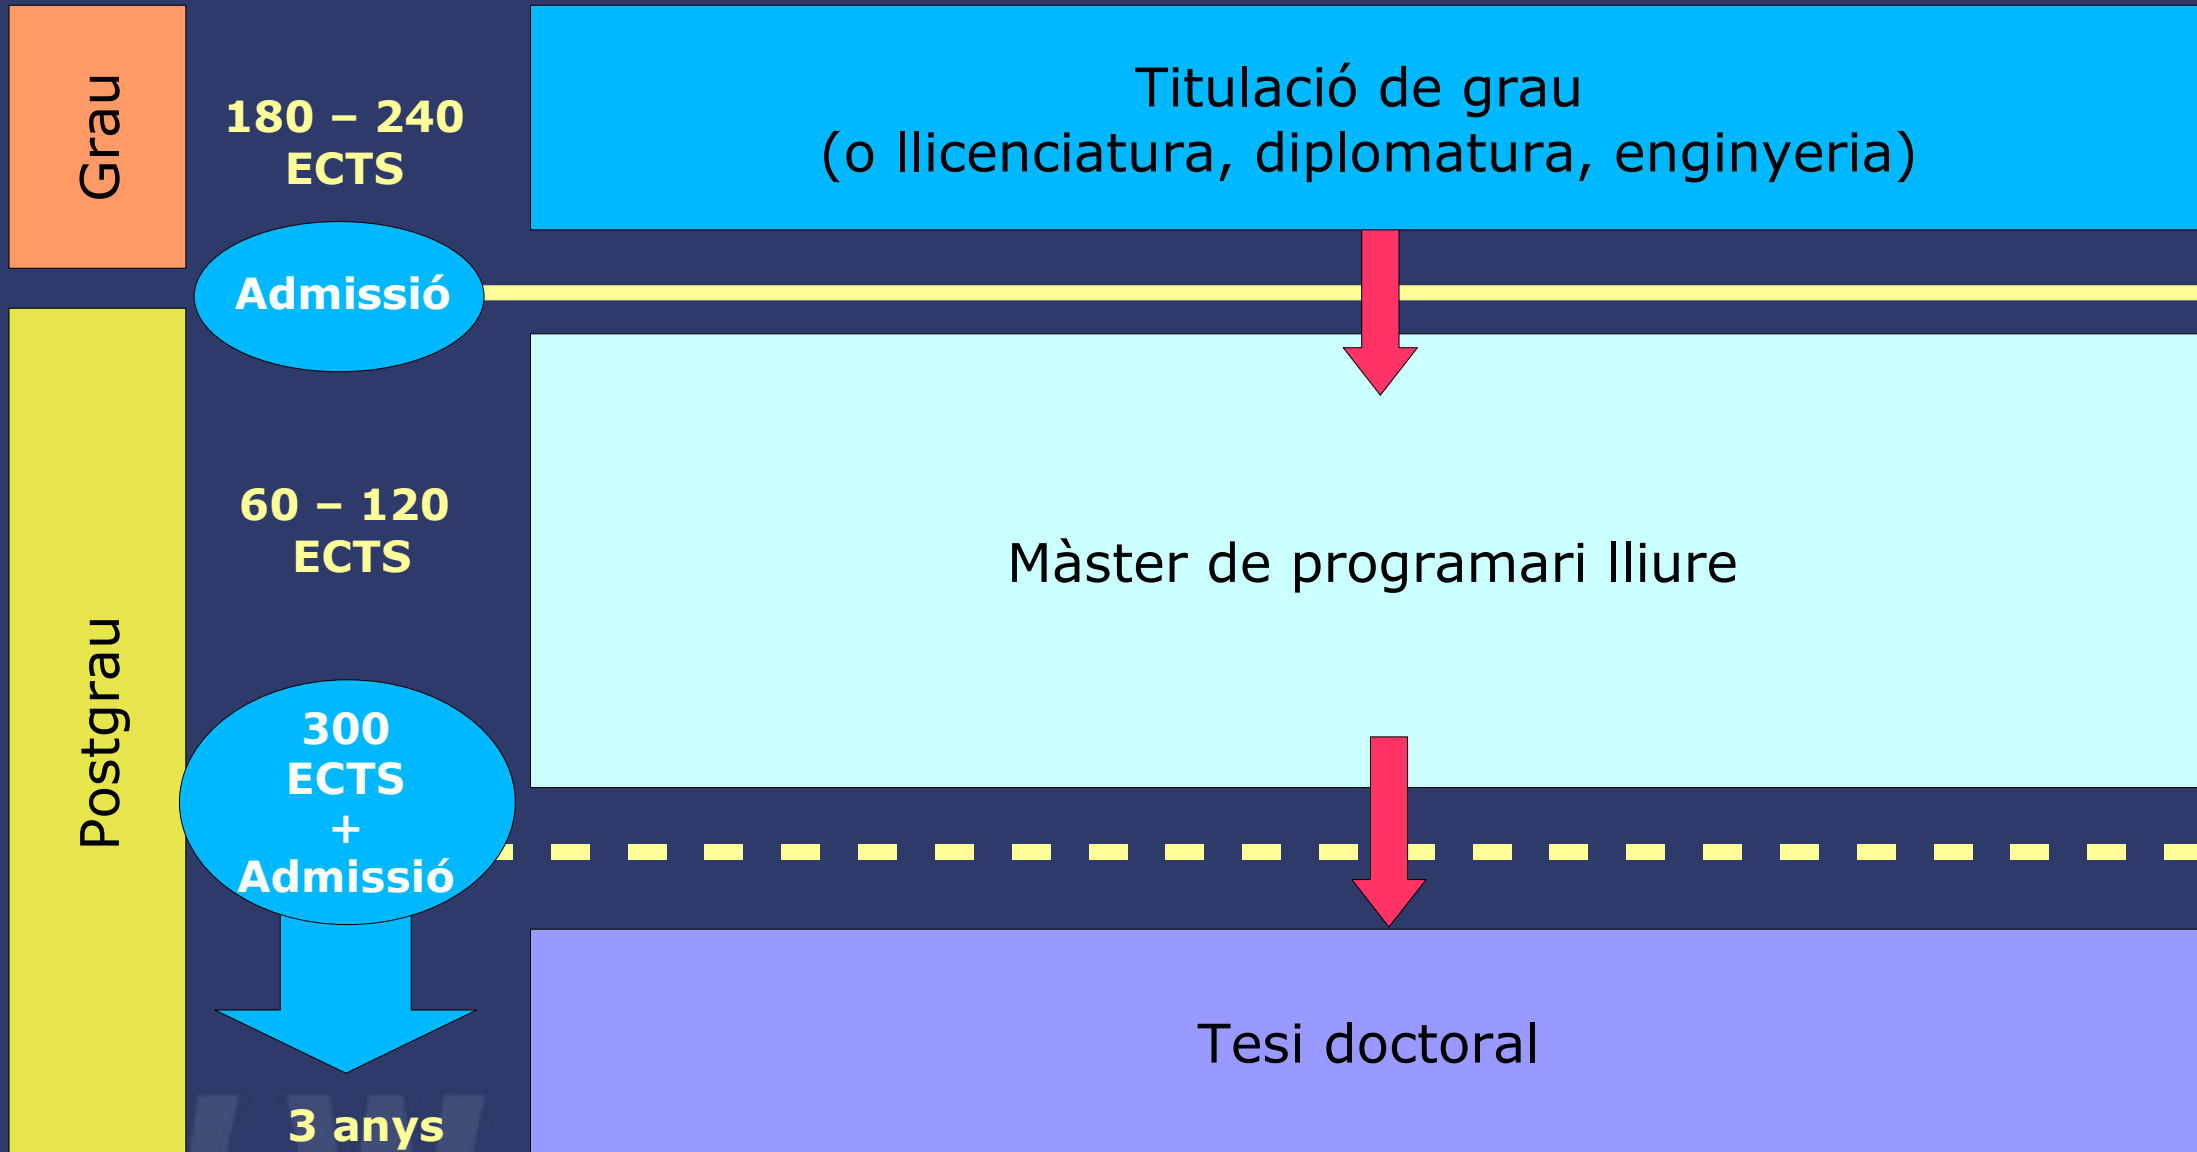 Grau
180 – 240
ECTS
Titulació de grau
(o llicenciatura, diplomatura, enginyeria)
Admissió
Postgrau
60 – 120
ECTS
Màster de programari lliure
300
ECTS
+
Admissió
Tesi doctoral
3 anys